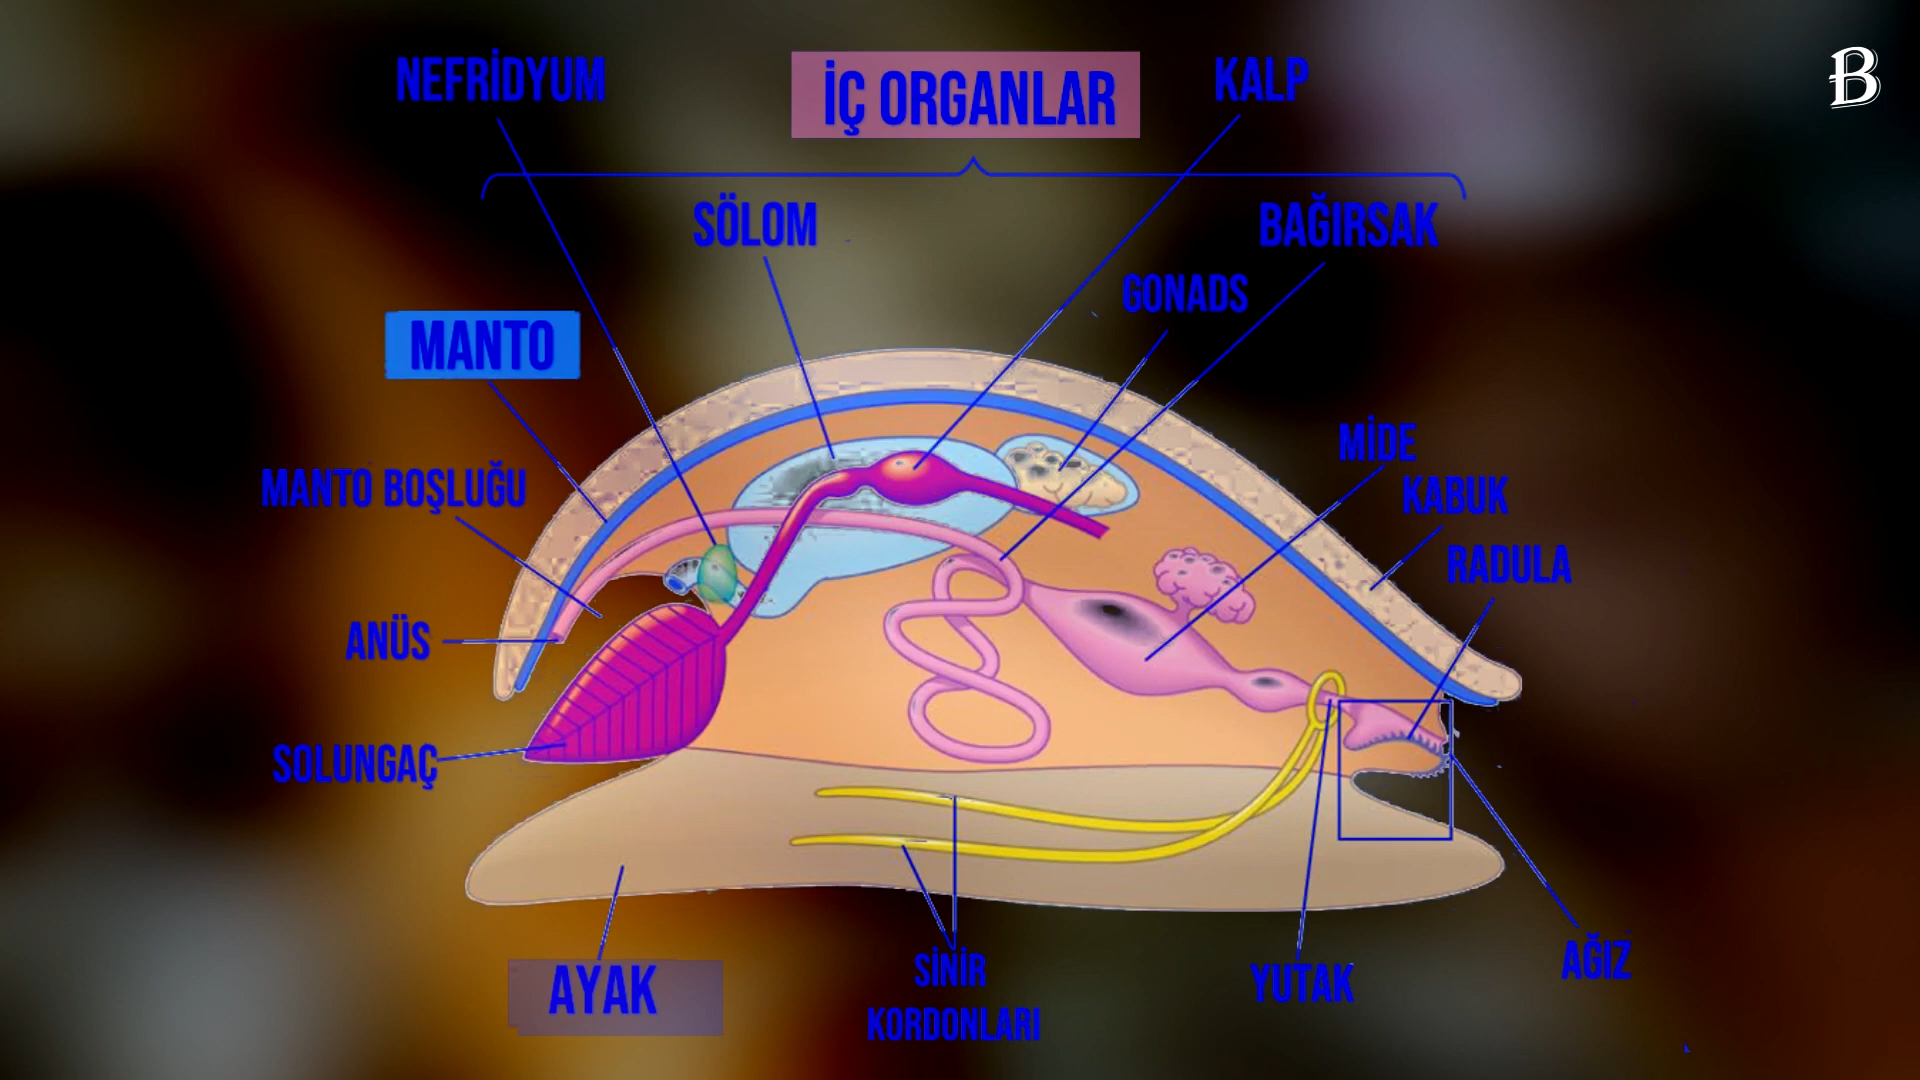 NEFRİDYUM
İÇ ORGANLAR
KALP
B
SÖLOM
BAĞIRSAK
GONADS
MANTO
MİDE
MANTO BOŞLUĞU
KABUK
RADULA
ANÜS
SOLUNGAÇ
AYAK
SİNİR
KORDONLARI
YUTAK
AĞIZ